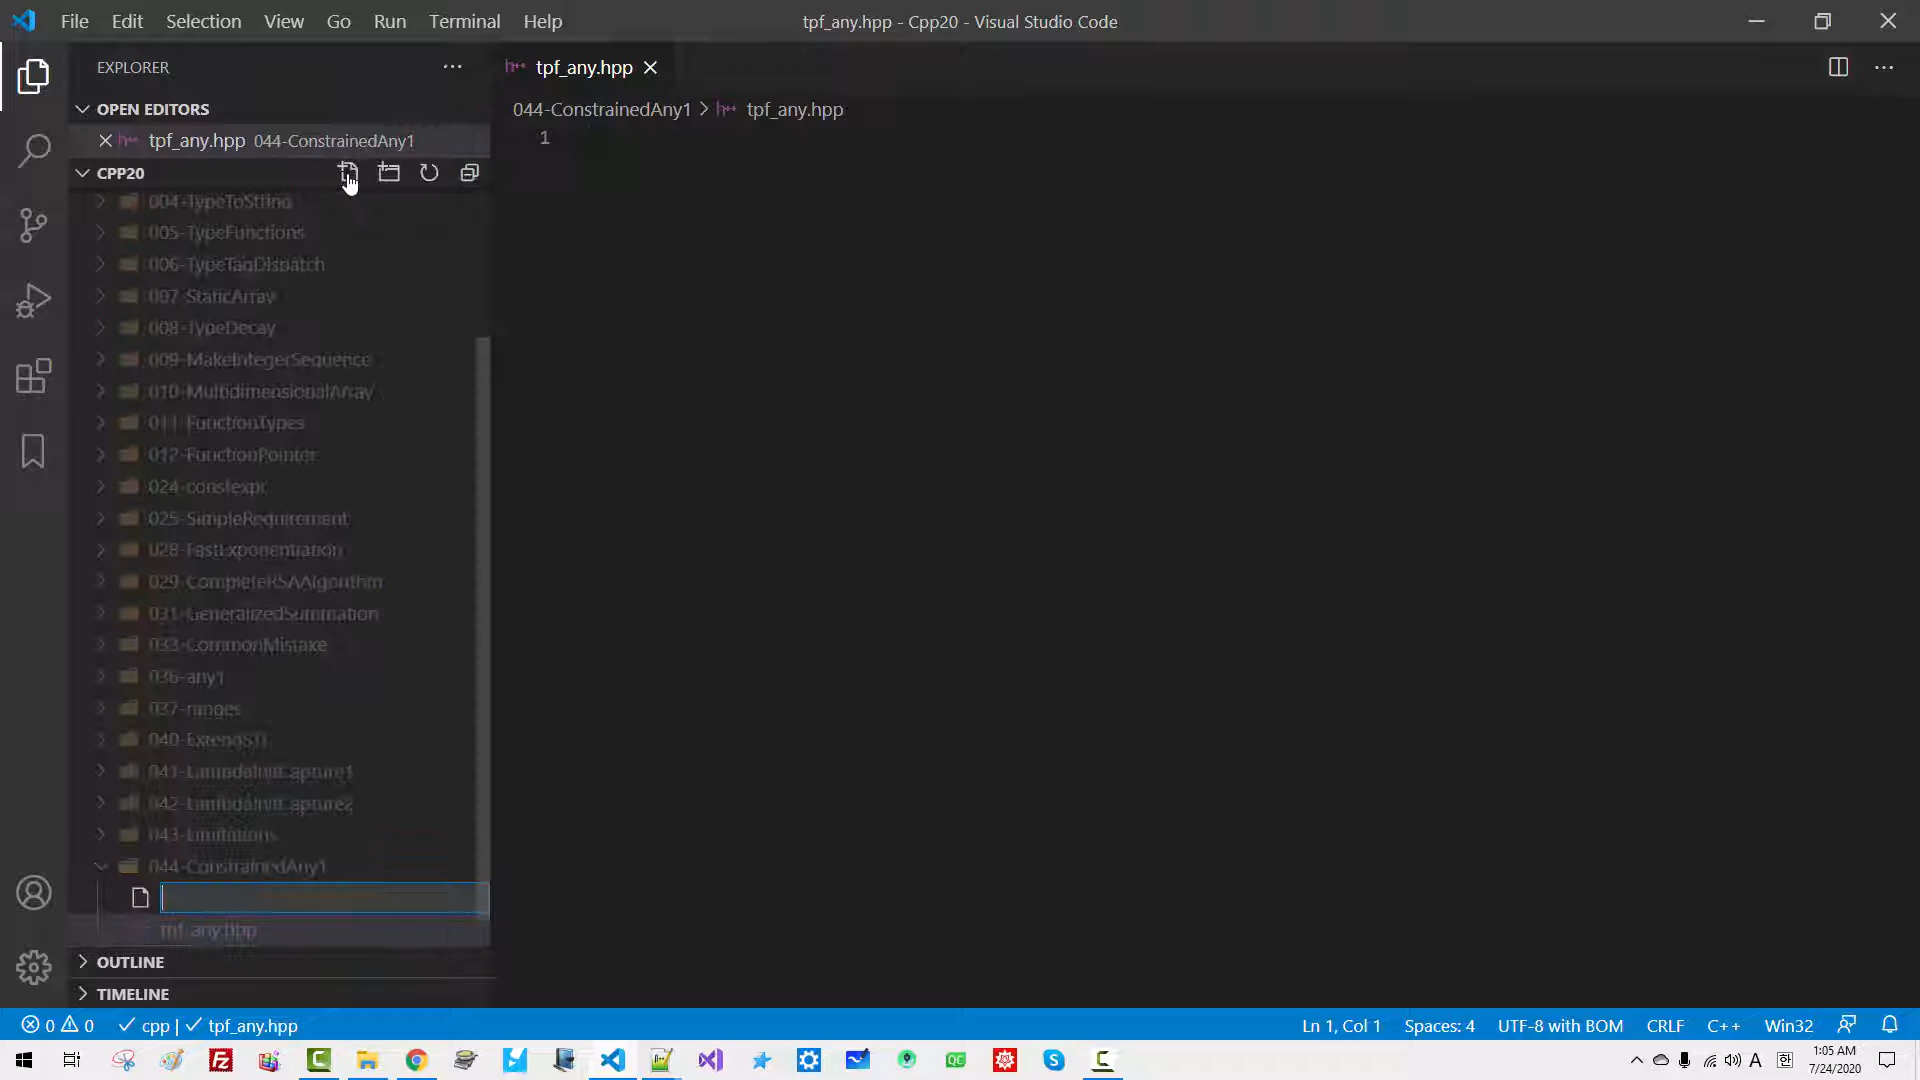 File Edit Selection View Go Run Terminal Help
tpf_any.hpp - Cpp20 - Visual Studio Code
EXPLORER
OPEN EDITORS
tpf_any.hpp 044-ConstrainedAny1
CPP20
004-TypeToString
005-TypeFunctions
006-TypeTagDispatch
007-StaticArray
008-TypeDecay
009-MakeIntegerSequence
010-MultidimensionalArray
011-FunctionTypes
012-FunctionPointer
024-constexpr
025-SimpleRequirement
028-FastExponentiation
029-CompleteRSAAlgorithm
031-GeneralizedSummation
033-CommonMistake
036-any1
037-ranges
040-ExtendSTL
041-LambdaInitCapture1
042-LambdaInitCapture2
043-Limitations
044-ConstrainedAny1
tpf_any.hpp
OUTLINE
TIMELINE
tpf_any.hpp
044-ConstrainedAny1 > tpf_any.hpp
1
0 0 cpp | tpf_any.hpp
Ln 1, Col 1 Spaces: 4 UTF-8 with BOM CRLF C++ Win32
A 한 1:05 AM
7/24/2020